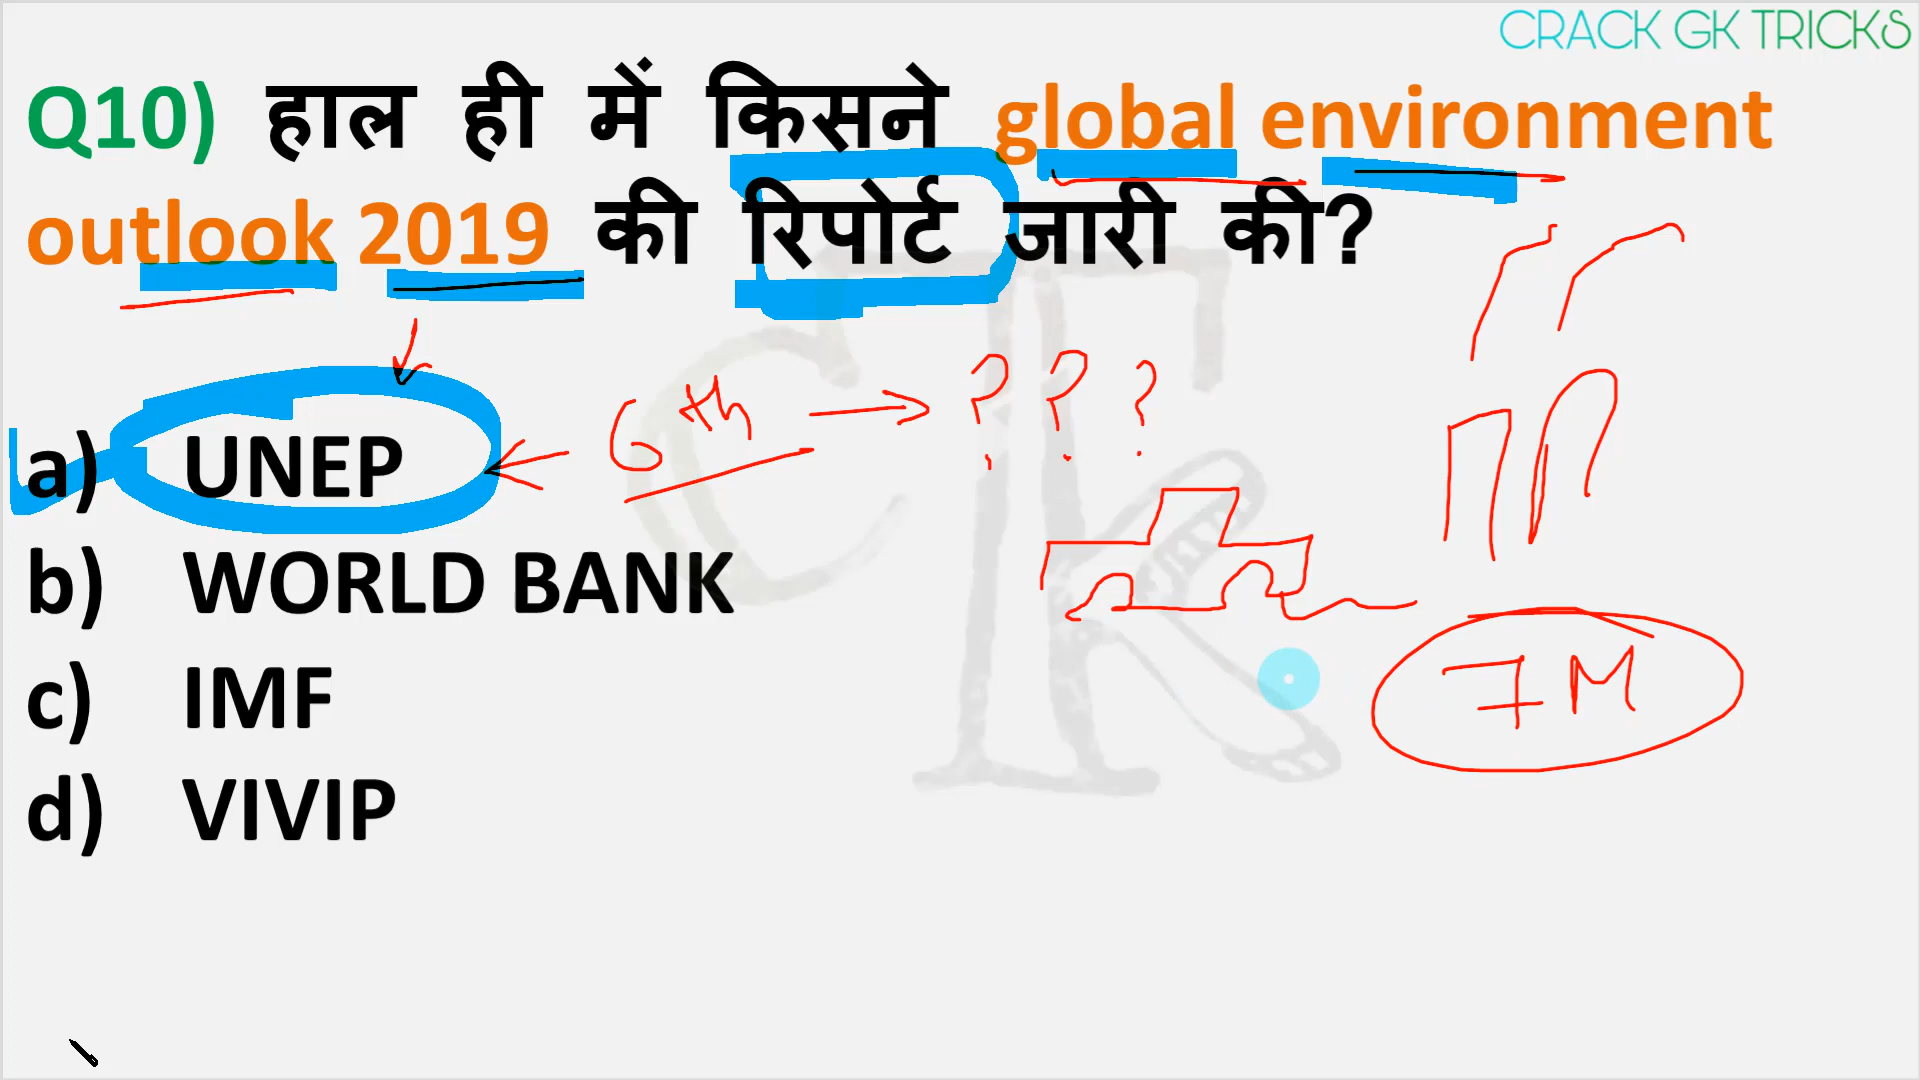 CRACK GK TRICKS
Q10) हाल ही में किसने global environment
outlook 2019 की रिपोर्ट जारी की?
6th → ? ? ?
a) UNEP
b) WORLD BANK
7M
c) IMF
d) VIVIP